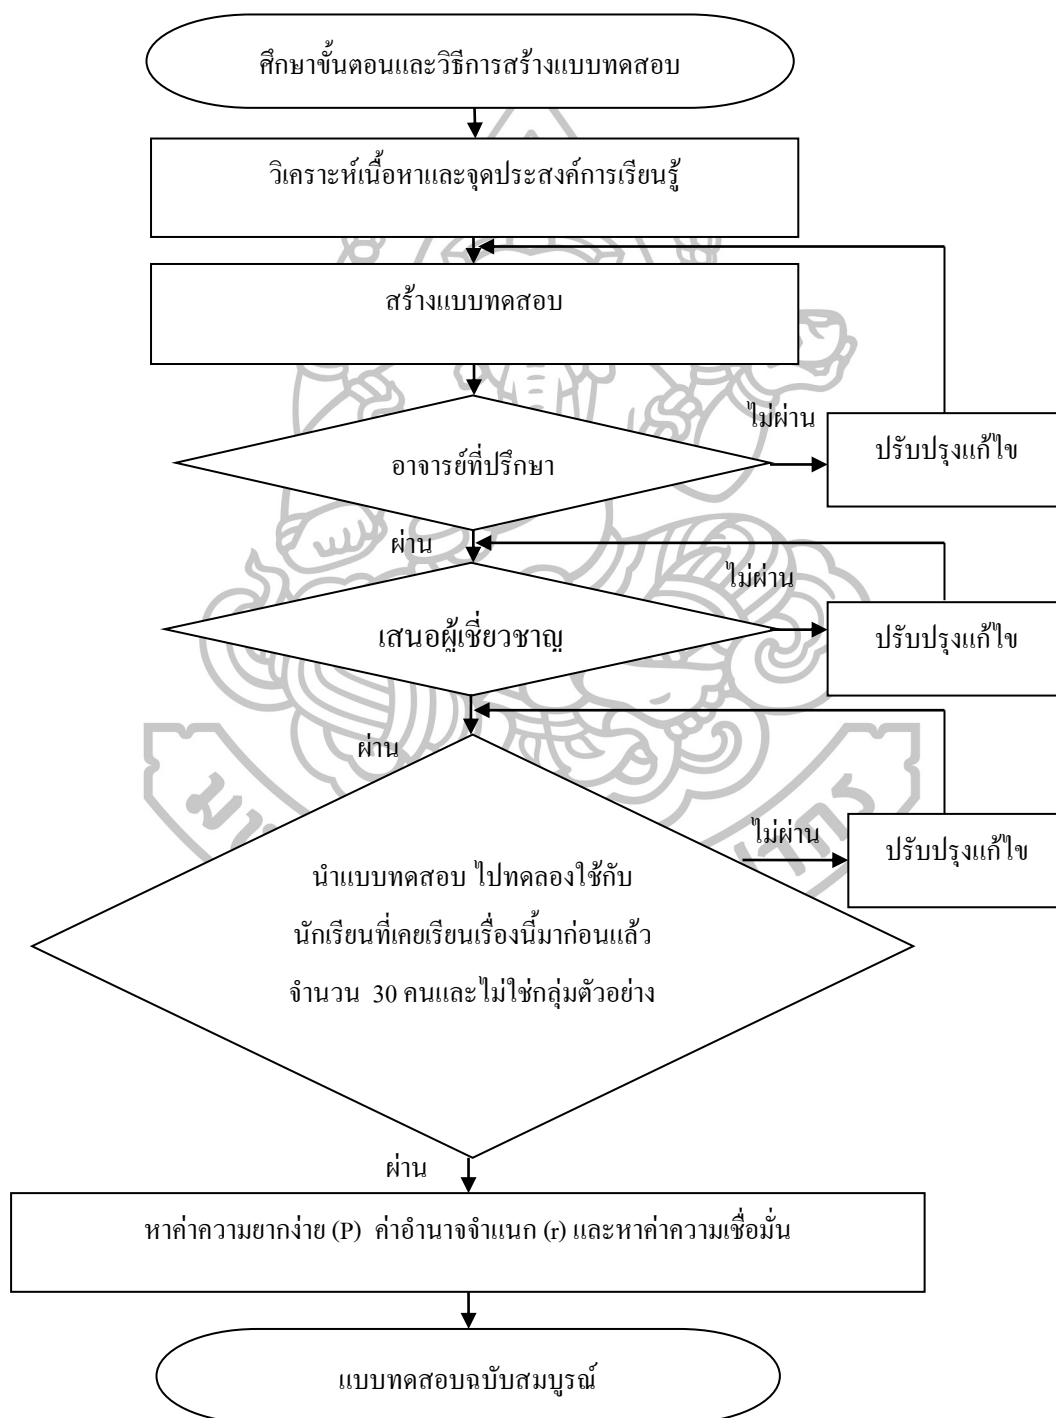 ศึกษาขั้นตอนและวิธีการสร้างแบบทดสอบ
วิเคราะห์เนื้อหาและจุดประสงค์การเรียนรู้
สร้างแบบทดสอบ
ไม่ผ่าน
ปรับปรุงแก้ไข
อาจารย์ที่ปรึกษา
ผ่าน
ไม่ผ่าน
เสนอผู้เชี่ยวชาญ
ปรับปรุงแก้ไข
ผ่าน
ไม่ผ่าน
ปรับปรุงแก้ไข
นำแบบทดสอบ ไปทดลองใช้กับ
นักเรียนที่เคยเรียนเรื่องนี้มาก่อนแล้ว
จำนวน 30 คนและไม่ใช่กลุ่มตัวอย่าง
ผ่าน
หาค่าความยากง่าย (P) ค่าอำนาจจำแนก (r) และหาค่าความเชื่อมั่น
แบบทดสอบฉบับสมบูรณ์